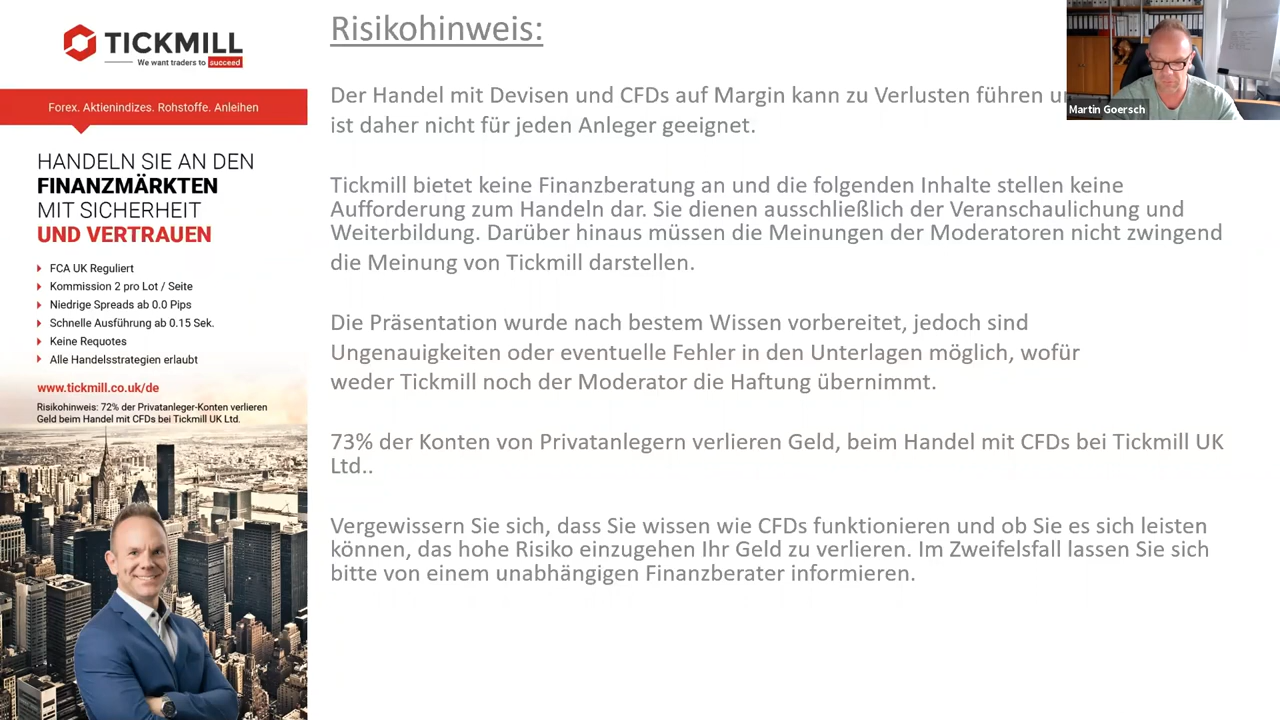 TICKMILL
We want traders to succeed
Forex. Aktienindizes. Rohstoffe. Anleihen
HANDELN SIE AN DEN
FINANZMÄRKTEN
MIT SICHERHEIT
UND VERTRAUEN
FCA UK Reguliert
Kommission 2 pro Lot / Seite
Niedrige Spreads ab 0.0 Pips
Schnelle Ausführung ab 0.15 Sek.
Keine Requotes
Alle Handelsstrategien erlaubt
www.tickmill.co.uk/de
Risikohinweis: 72% der Privatanleger-Konten verlieren
Geld beim Handel mit CFDs bei Tickmill UK Ltd.
Risikohinweis:
Der Handel mit Devisen und CFDs auf Margin kann zu Verlusten führen
ist daher nicht für jeden Anleger geeignet.
Tickmill bietet keine Finanzberatung an und die folgenden Inhalte stellen keine
Aufforderung zum Handeln dar. Sie dienen ausschließlich der Veranschaulichung und
Weiterbildung. Darüber hinaus müssen die Meinungen der Moderatoren nicht zwingend
die Meinung von Tickmill darstellen.
Die Präsentation wurde nach bestem Wissen vorbereitet, jedoch sind
Ungenauigkeiten oder eventuelle Fehler in den Unterlagen möglich, wofür
weder Tickmill noch der Moderator die Haftung übernimmt.
73% der Konten von Privatanlegern verlieren Geld, beim Handel mit CFDs bei Tickmill UK
Ltd..
Vergewissern Sie sich, dass Sie wissen wie CFDs funktionieren und ob Sie es sich leisten
können, das hohe Risiko einzugehen Ihr Geld zu verlieren. Im Zweifelsfall lassen Sie sich
bitte von einem unabhängigen Finanzberater informieren.
Martin Goersch